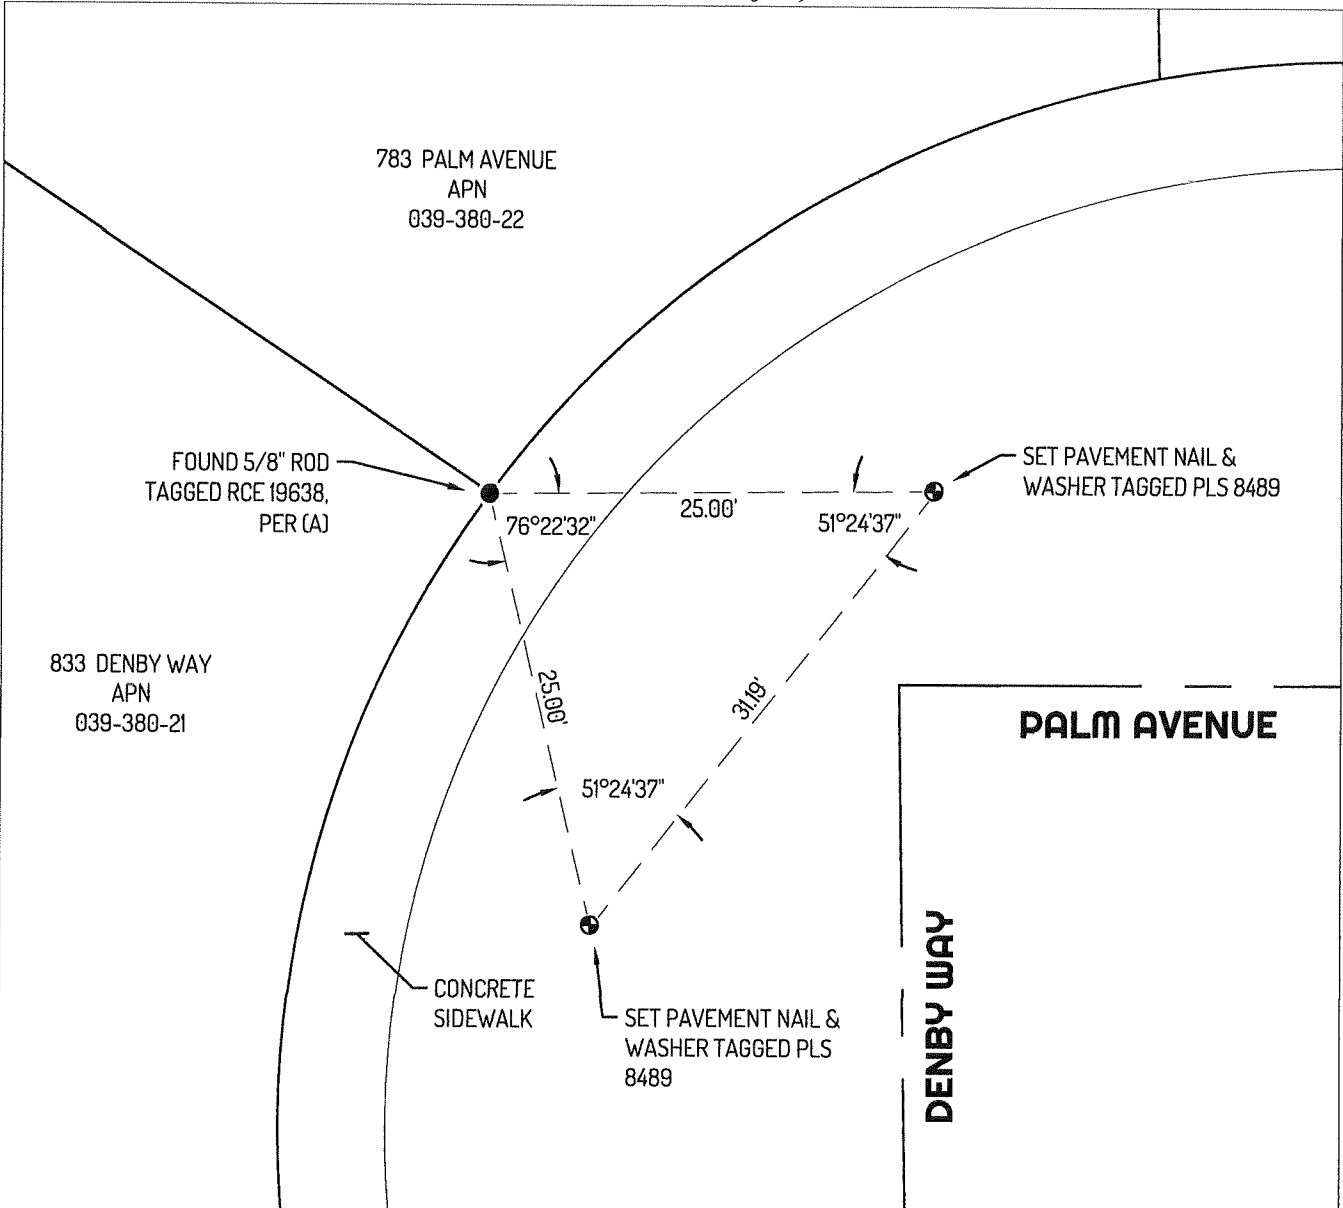 783 PALM AVENUE
APN
039-380-22
FOUND 5/8" ROD
TAGGED RCE 19638,
PER (A)
76°22'32"
25.00'
51°24'37"
SET PAVEMENT NAIL &
WASHER TAGGED PLS 8489
833 DENBY WAY
APN
039-380-21
25.00'
31.19'
PALM AVENUE
51°24'37"
DENBY WAY
CONCRETE
SIDEWALK
SET PAVEMENT NAIL &
WASHER TAGGED PLS
8489